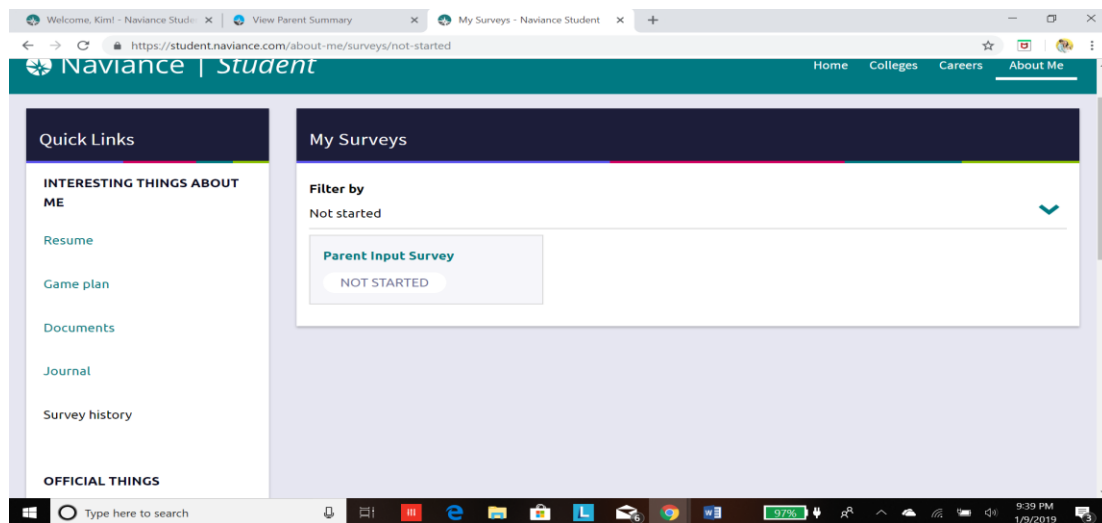 Welcome, Kim! - Naviance Stude
View Parent Summary
My Surveys - Naviance Student
https://student.naviance.com/about-me/surveys/not-started
Naviance | Student
Home Colleges Careers About Me
Quick Links
INTERESTING THINGS ABOUT
ME
Resume
Game plan
Documents
Journal
Survey history
OFFICIAL THINGS
My Surveys
Filter by
Not started
Parent Input Survey
NOT STARTED
Type here to search
L
6
97%
9:39 PM
1/9/2019
3